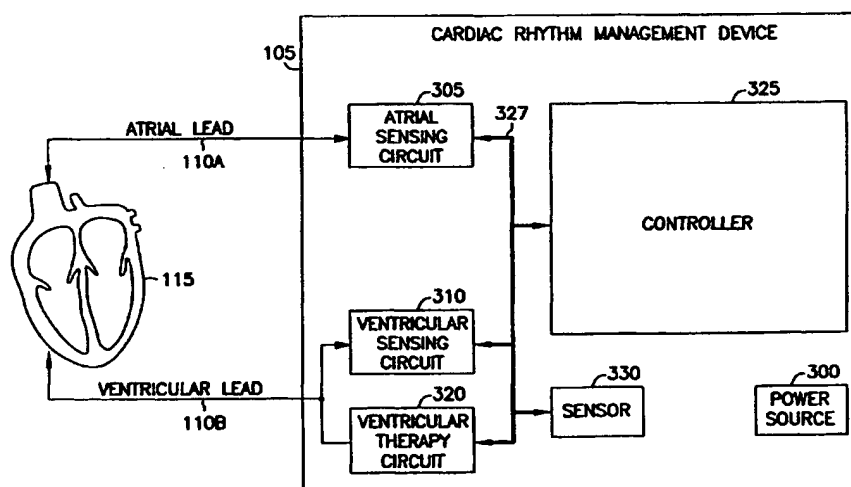 CARDIAC RHYTHM MANAGEMENT DEVICE
105
305
ATRIAL
SENSING
CIRCUIT
327
325
CONTROLLER
ATRIAL LEAD
110A
115
310
VENTRICULAR
SENSING
CIRCUIT
VENTRICULAR LEAD
110B
320
VENTRICULAR
THERAPY
CIRCUIT
330
SENSOR
300
POWER
SOURCE